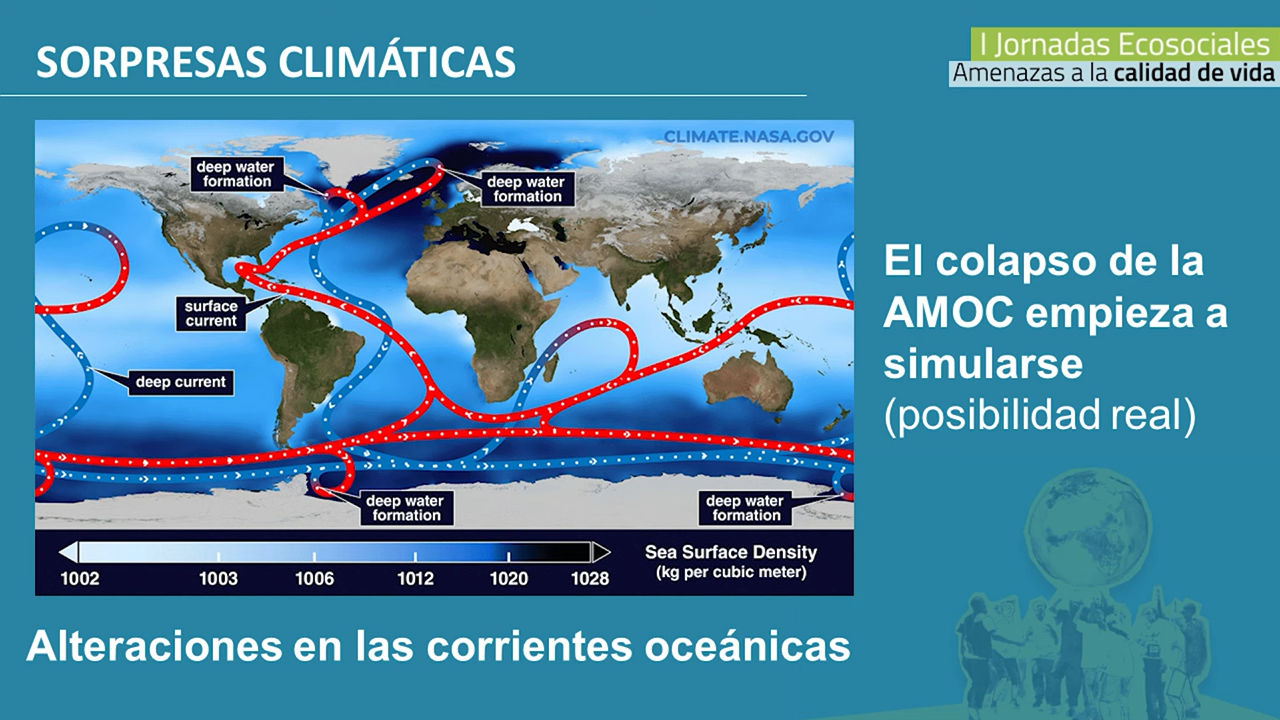 SORPRESAS CLIMÁTICAS
I Jornadas Ecosociales
Amenazas a la calidad de vida
CLIMATE.NASA.GOV
deep water
formation
deep water
formation
surface
current
deep current
deep water
formation
deep water
formation
Sea Surface Density
(kg per cubic meter)
1002 1003 1006 1012 1020 1028
El colapso de la
AMOC empieza a
simularse
(posibilidad real)
Alteraciones en las corrientes oceánicas